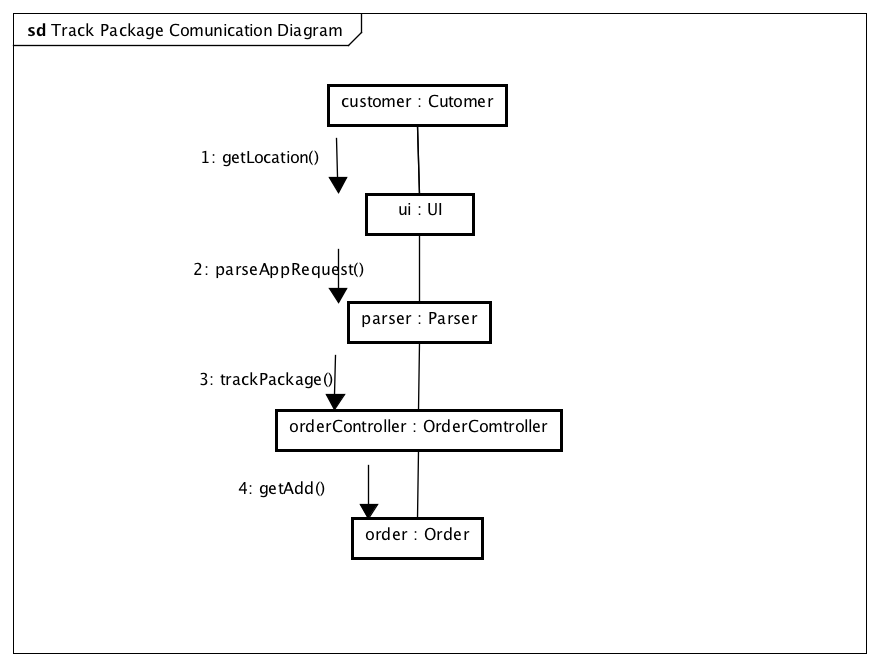 sd Track Package Comunication Diagram
customer : Cutomer
1: getLocation()
ui : UI
2: parseAppRequest()
parser : Parser
3: trackPackage()
orderController : OrderComtroller
4: getAdd()
order : Order